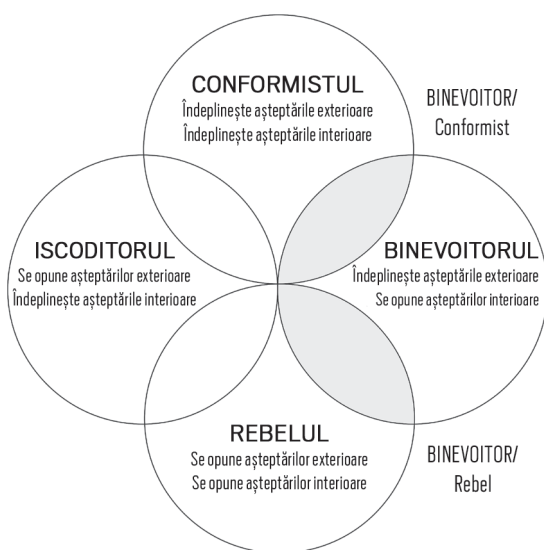 CONFORMISTUL
Îndeplinește așteptările exterioare
Îndeplinește așteptările interioare
BINEVOITOR/
Conformist
ISCODITORUL
Se opune așteptărilor exterioare
Îndeplinește așteptările interioare
BINEVOITORUL
Îndeplinește așteptările exterioare
Se opune așteptărilor interioare
REBELUL
Se opune așteptărilor exterioare
Se opune așteptărilor interioare
BINEVOITOR/
Rebel